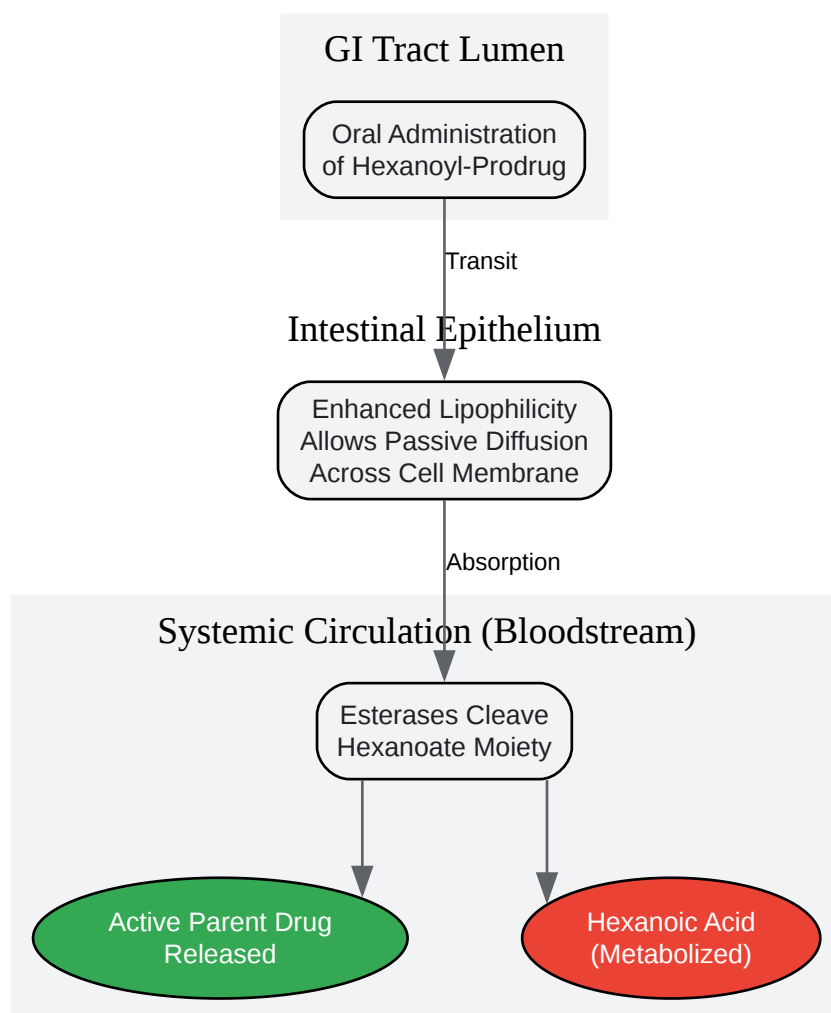 GI Tract Lumen
Oral Administration
of Hexanoyl-Prodrug
Transit
Intestinal Epithelium
Enhanced Lipophilicity
Allows Passive Diffusion
Across Cell Membrane
Absorption
Systemic Circulation (Bloodstream)
Esterases Cleave
Hexanoate Moiety
Active Parent Drug
Released
Hexanoic Acid
(Metabolized)